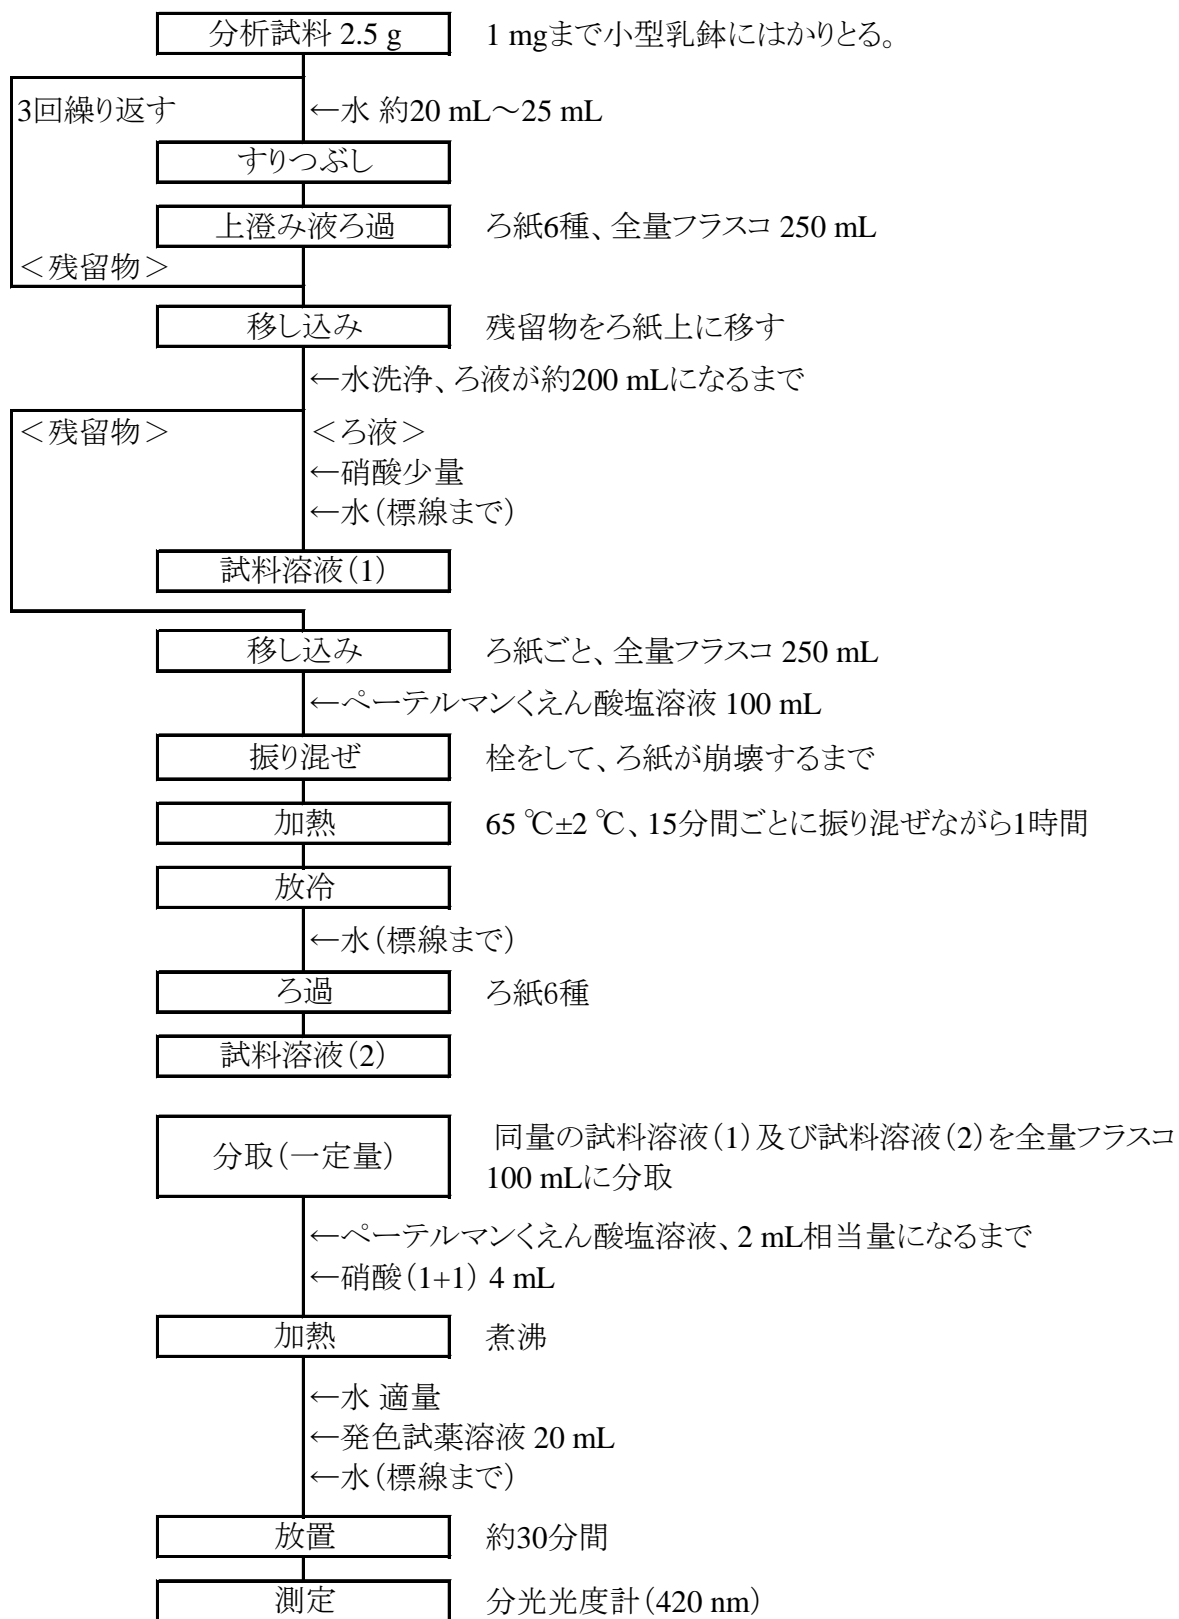 分析試料 2.5 g
1 mgまで小型乳鉢にはかりとる。
3回繰り返す
←水 約20 mL～25 mL
すりつぶし
上澄み液ろ過
ろ紙6種、全量フラスコ 250 mL
＜残留物＞
移し込み
残留物をろ紙上に移す
←水洗浄、ろ液が約200 mLになるまで
＜残留物＞
＜ろ液＞
←硝酸少量
←水（標線まで）
試料溶液（1）
移し込み
ろ紙ごと、全量フラスコ 250 mL
←ペーテルマンくえん酸塩溶液 100 mL
振り混ぜ
栓をして、ろ紙が崩壊するまで
加熱
65 ℃±2 ℃、15分間ごとに振り混ぜながら1時間
放冷
←水（標線まで）
ろ過
ろ紙6種
試料溶液（2）
分取（一定量）
同量の試料溶液（1）及び試料溶液（2）を全量フラスコ
100 mLに分取
←ペーテルマンくえん酸塩溶液、2 mL相当量になるまで
←硝酸（1+1） 4 mL
加熱
煮沸
←水 適量
←発色試薬溶液 20 mL
←水（標線まで）
放置
約30分間
測定
分光光度計（420 nm）